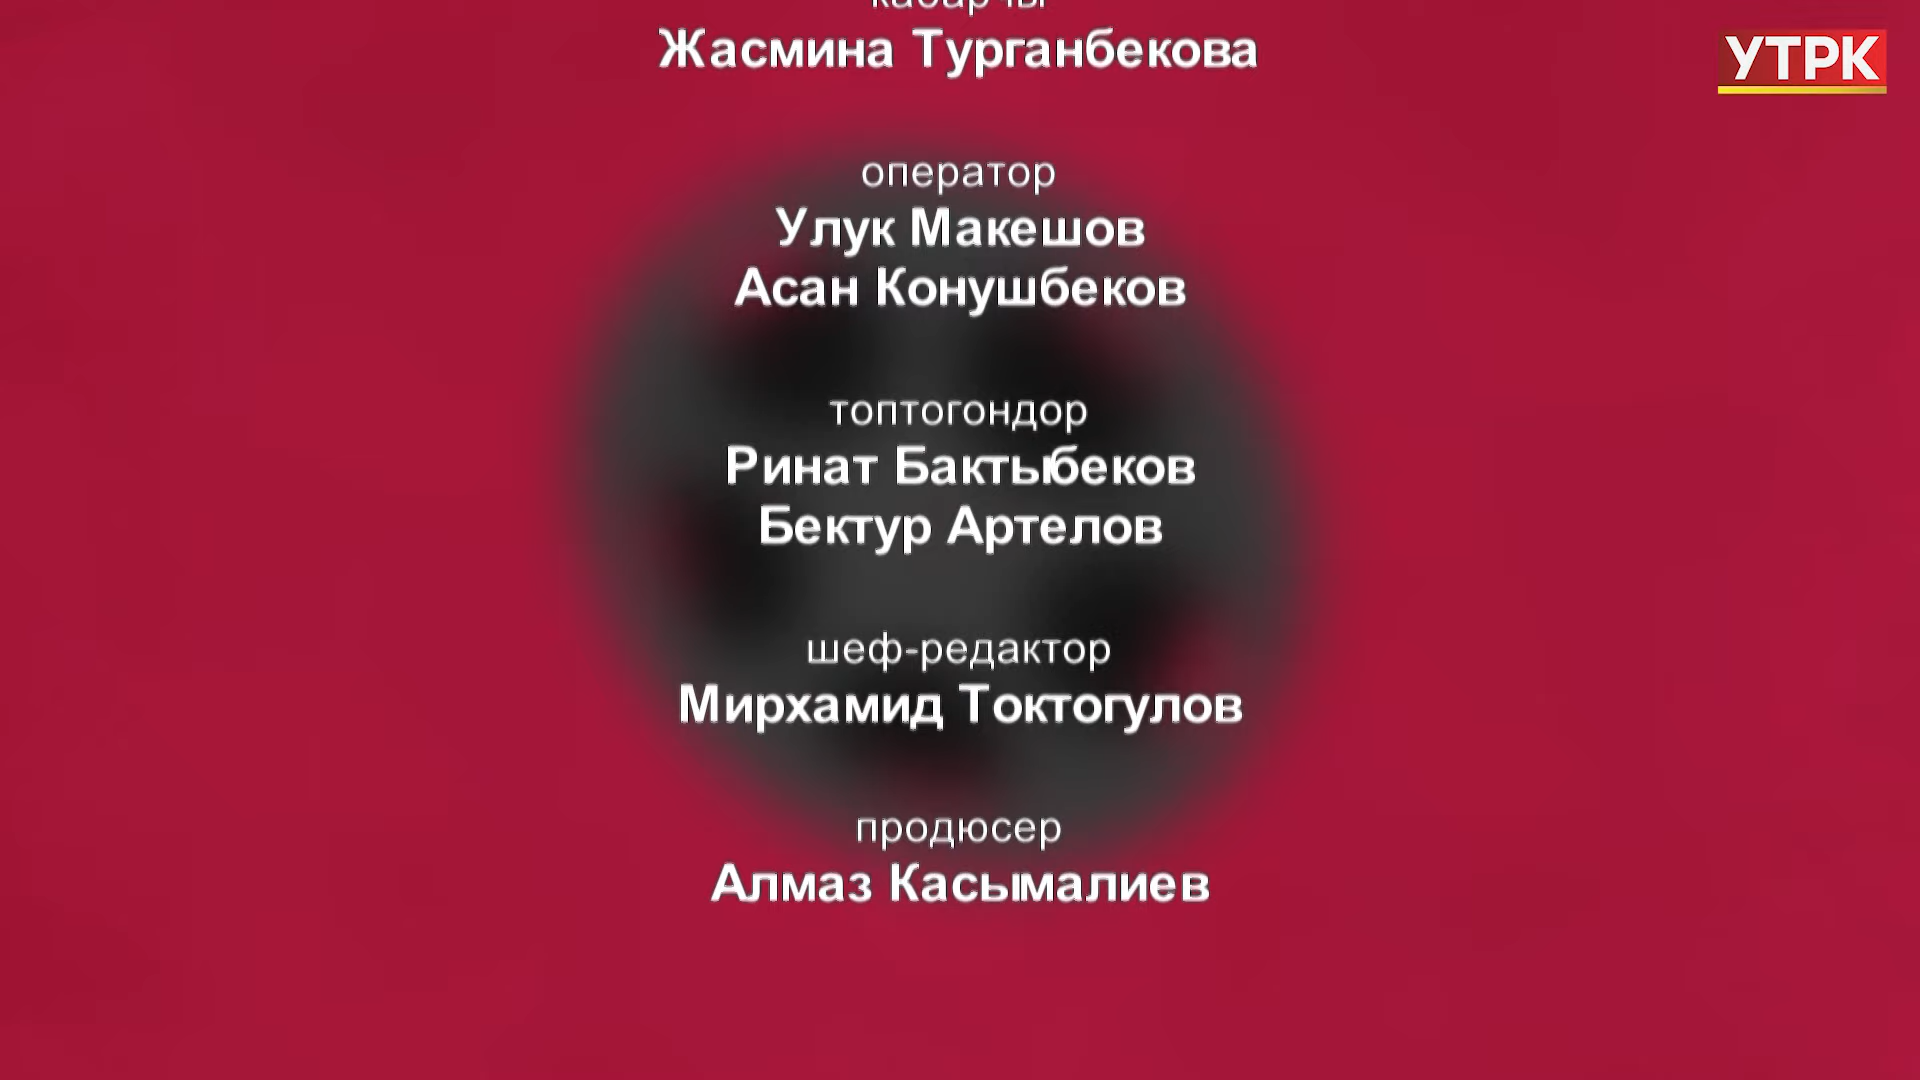 кабарчы
Жасмина Турганбекова
УТРК
оператор
Улук Макешов
Асан Конушбеков
топтогондор
Ринат Бактыбеков
Бектур Артелов
шеф-редактор
Мирхамид Токтогулов
продюсер
Алмаз Касымалиев